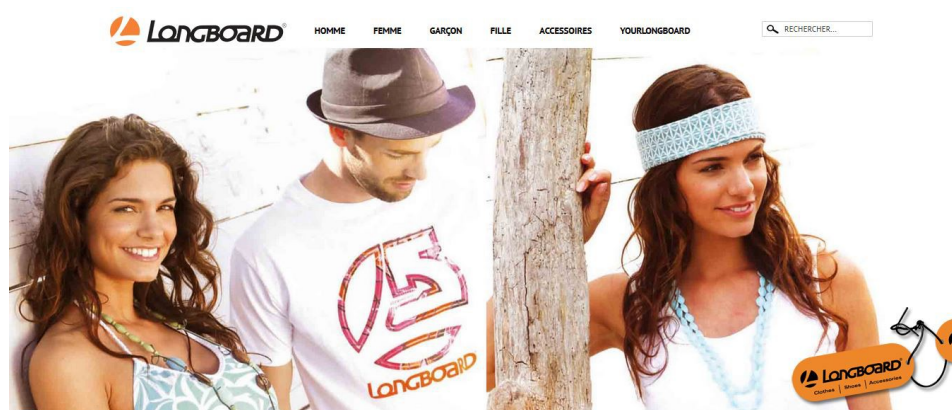 LONGBOARD®
HOMME FEMME GARÇON FILLE ACCESSOIRES YOURLONGBOARD
RECHERCHER...
LONGBOARD
LONGBOARD
Clothes | Shoes | Accessories